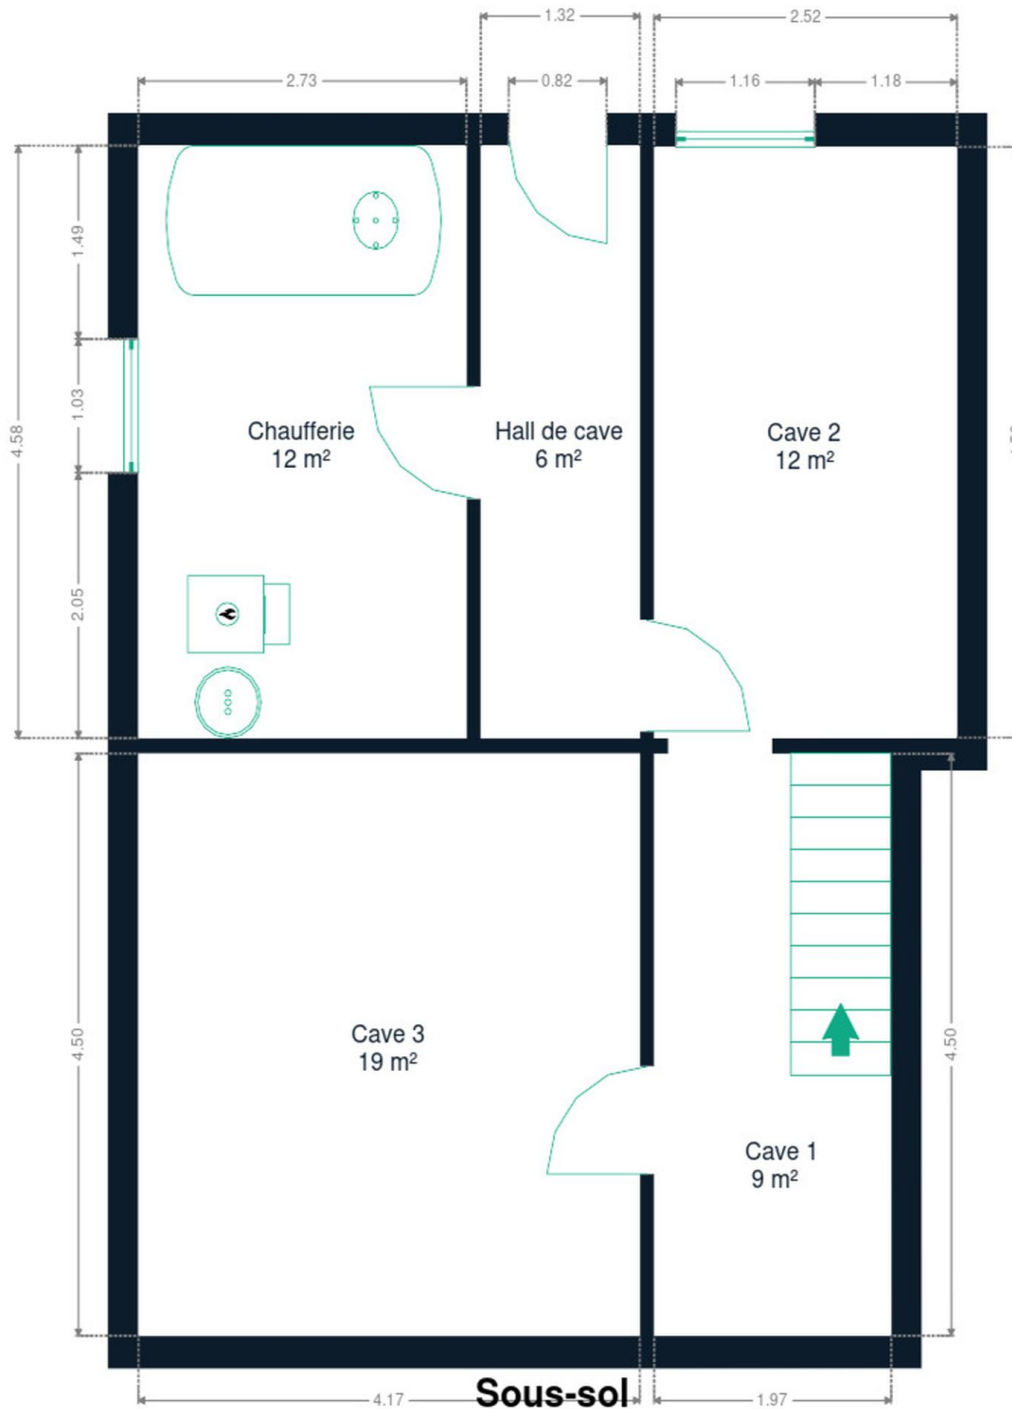 1.32
2.52
2.73
0.82
1.16
1.18
1.49
1.03
4.58
2.05
Chaufferie
12 m²
Hall de cave
6 m²
Cave 2
12 m²
4.50
4.50
Cave 3
19 m²
Cave 1
9 m²
4.17
Sous-sol
1.97